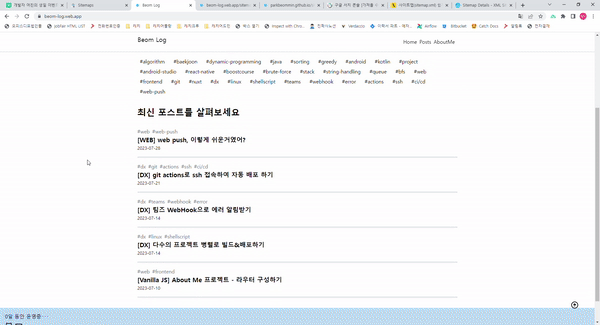 Sitemaps
Beom Log
beom-log.web.app
Beom Log
Home Posts AboutMe
#algorithm #baekjoon #dynamic-programming #java #sorting #greedy #android #kotlin #project
#android-studio #react-native #boostcourse #brute-force #stack #string-handling #queue #bfs #web
#frontend #git #nuxt #dx #linux #shellscript #teams #webhook #error #actions #ssh #ci/cd
#web-push
최신 포스트를 살펴보세요
#web #web-push
[WEB] web push, 이렇게 쉬운거였어?
2023-07-28
#dx #git #actions #ssh #ci/cd
[DX] git actions로 ssh 접속하여 자동 배포 하기
2023-07-21
#dx #teams #webhook #error
[DX] 팀즈 WebHook으로 에러 알림받기
2023-07-14
#dx #linux #shellscript
[DX] 다수의 프로젝트 병렬로 빌드&배포하기
2023-07-14
#web #frontend
[Vanilla JS] About Me 프로젝트 - 라우터 구성하기
2023-07-10
0일 동안 운영중···